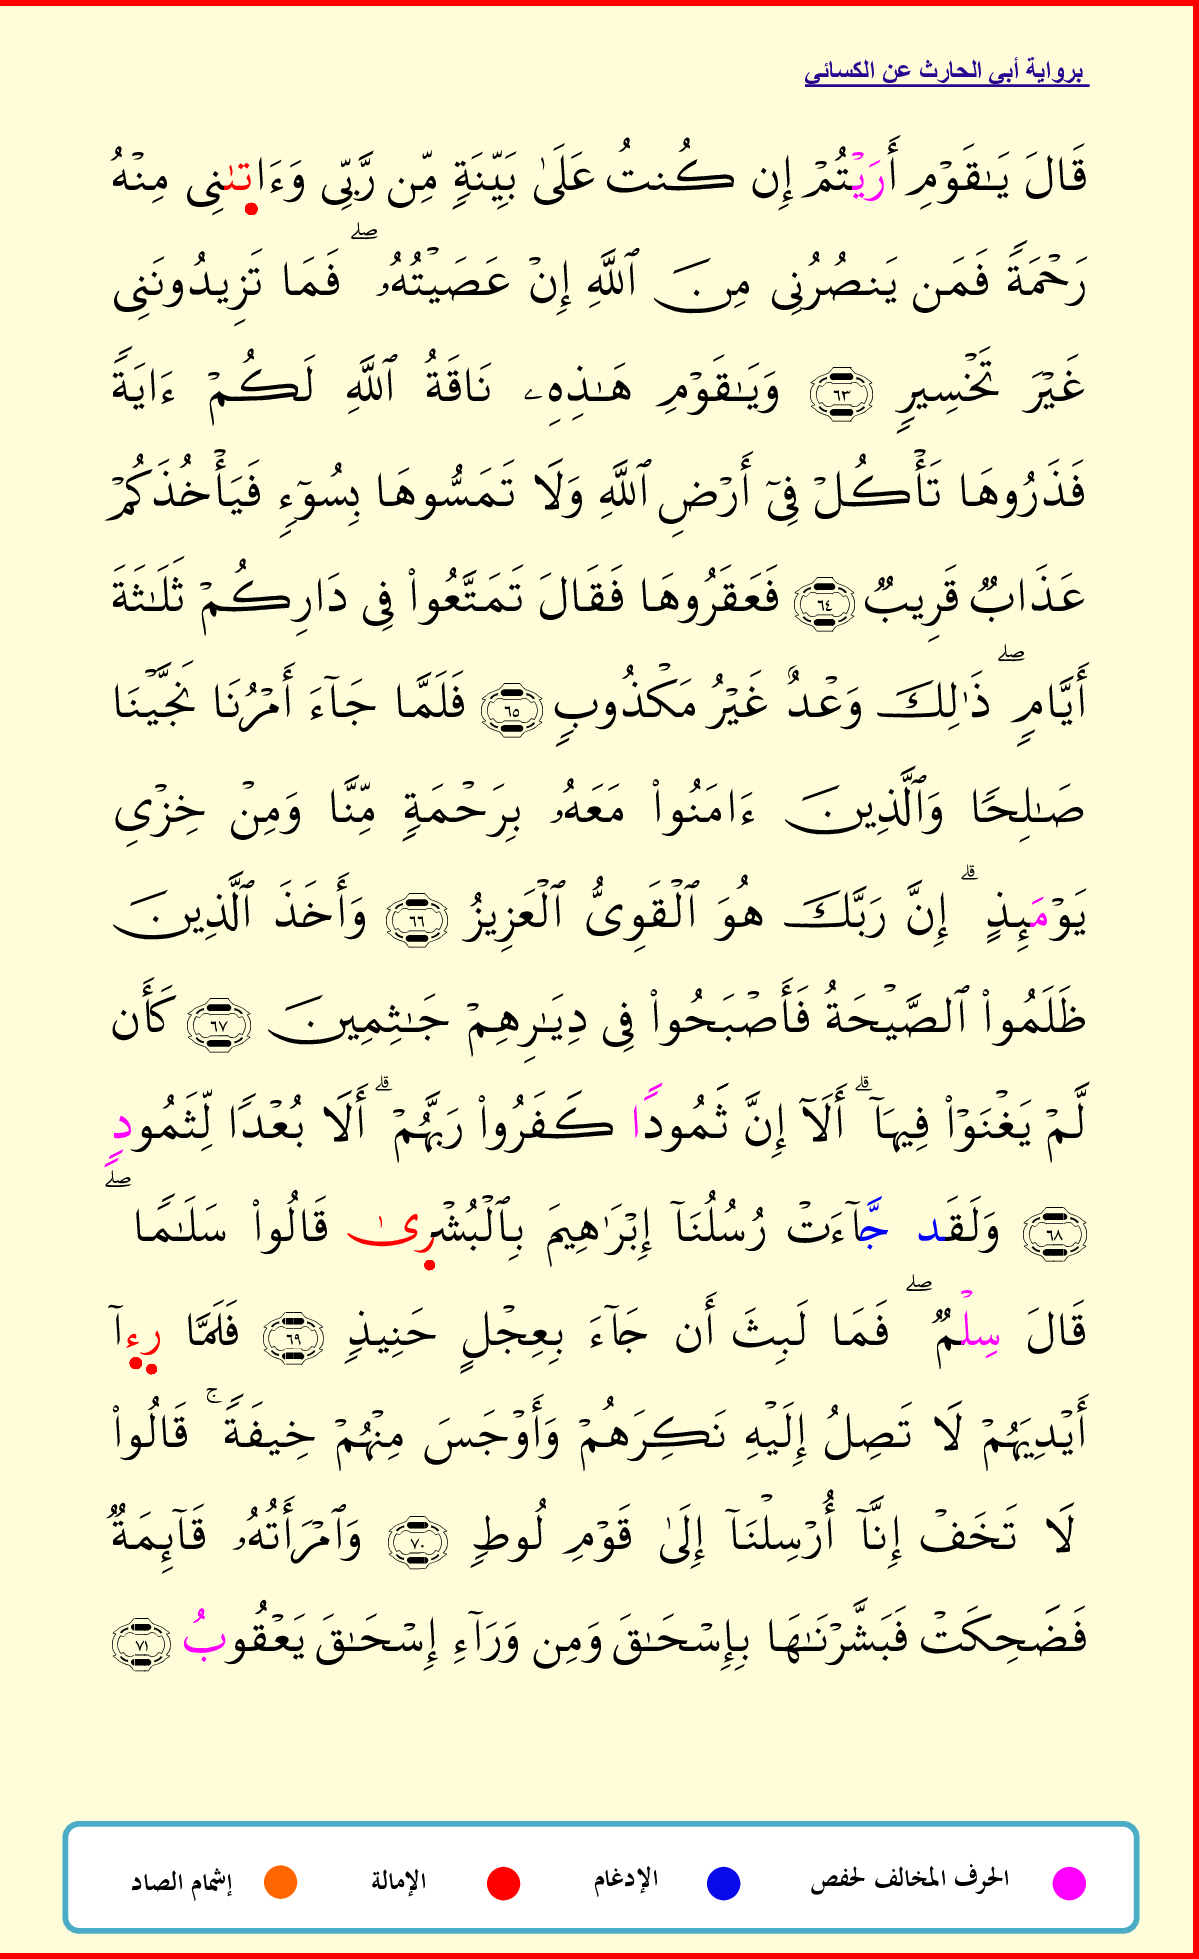 برواية أبي الحارث عن الكسائي
قَالَ يَٰقَوْمِ أَرَيْتُمْ إِن كُنتُ عَلَىٰ بَيِّنَةٍ مِّن رَّبِّى وَءَاتَىٰنِى مِنْهُ
رَحْمَةً فَمَن يَنصُرُنِى مِنَ ٱللَّهِ إِنْ عَصَيْتُهُۥ ۖ فَمَا تَزِيدُونَنِى
غَيْرَ تَخْسِيرٍ ٦٣ وَيَٰقَوْمِ هَٰذِهِۦ نَاقَةُ ٱللَّهِ لَكُمْ ءَايَةً
فَذَرُوهَا تَأْكُلْ فِىٓ أَرْضِ ٱللَّهِ وَلَا تَمَسُّوهَا بِسُوٓءٍ فَيَأْخُذَكُمْ
عَذَابٌ قَرِيبٌ ٦٤ فَعَقَرُوهَا فَقَالَ تَمَتَّعُوا۟ فِى دَارِكُمْ ثَلَٰثَةَ
أَيَّامٍ ۖ ذَٰلِكَ وَعْدٌ غَيْرُ مَكْذُوبٍ ٦٥ فَلَمَّا جَآءَ أَمْرُنَا نَجَّيْنَا
صَٰلِحًا وَٱلَّذِينَ ءَامَنُوا۟ مَعَهُۥ بِرَحْمَةٍ مِّنَّا وَمِنْ خِزْىِ
يَوْمَئِذٍ ۗ إِنَّ رَبَّكَ هُوَ ٱلْقَوِىُّ ٱلْعَزِيزُ ٦٦ وَأَخَذَ ٱلَّذِينَ
ظَلَمُوا۟ ٱلصَّيْحَةُ فَأَصْبَحُوا۟ فِى دِيَٰرِهِمْ جَٰثِمِينَ ٦٧ كَأَن
لَّمْ يَغْنَوْا۟ فِيهَآ ۗ أَلَآ إِنَّ ثَمُودًا كَفَرُوا۟ رَبَّهُمْ ۗ أَلَا بُعْدًا لِّثَمُودٍ
٦٨ وَلَقَد جَّآءَتْ رُسُلُنَآ إِبْرَٰهِيمَ بِٱلْبُشْرِىٰ قَالُوا۟ سَلَٰمًا ۖ
قَالَ سِلْمٌ ۖ فَمَا لَبِثَ أَن جَآءَ بِعِجْلٍ حَنِيذٍ ٦٩ فَلَمَّا رِءِآ
أَيْدِيَهُمْ لَا تَصِلُ إِلَيْهِ نَكِرَهُمْ وَأَوْجَسَ مِنْهُمْ خِيفَةً ۚ قَالُوا۟
لَا تَخَفْ إِنَّآ أُرْسِلْنَآ إِلَىٰ قَوْمِ لُوطٍ ٧٠ وَٱمْرَأَتُهُۥ قَآئِمَةٌ
فَضَحِكَتْ فَبَشَّرْنَٰهَا بِإِسْحَٰقَ وَمِن وَرَآءِ إِسْحَٰقَ يَعْقُوبُ ٧١
الحرف المخالف لحفص الإدغام الإمالة إشمام الصاد